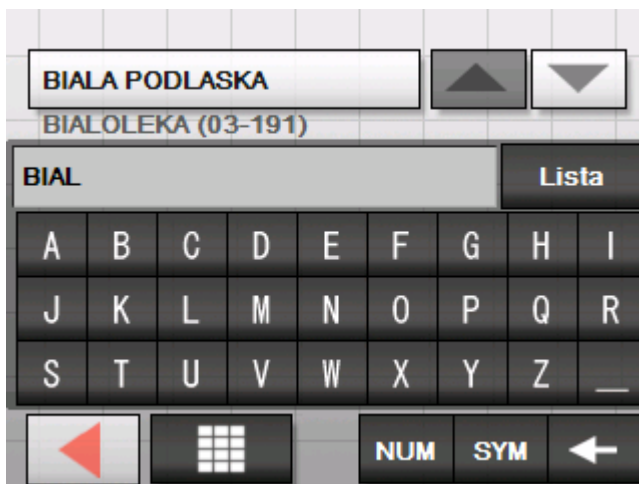 BIALA PODLASKA
BIALOLEKA (03-191)
BIAL Lista
A B C D E F G H I
J K L M N O P Q R
S T U V W X Y Z _
NUM SYM